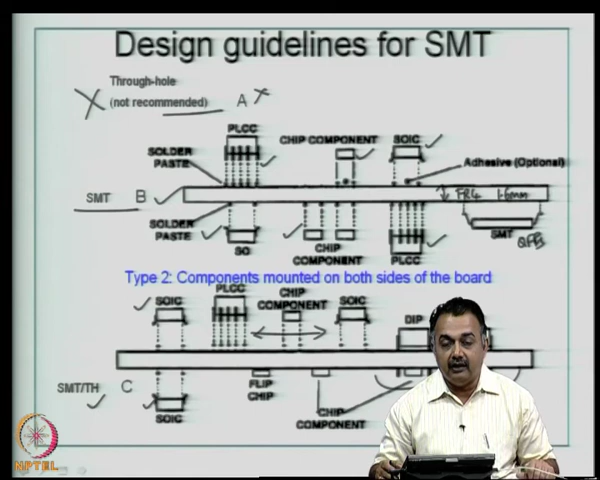 Design guidelines for SMT
Through-hole
(not recommended) A x
PLCC
CHIP COMPONENT
SOIC
SOLDER
PASTE
Adhesive (Optional)
SMT B
FR4 1.6mm
SOLDER
PASTE
SO
CHIP
COMPONENT
PLCC
SMT
QFP
Type 2: Components mounted on both sides of the board
SOIC
PLCC
CHIP
COMPONENT
SOIC
DIP
SMT/TH C
FLIP
CHIP
SOIC
CHIP
COMPONENT
NPTEL